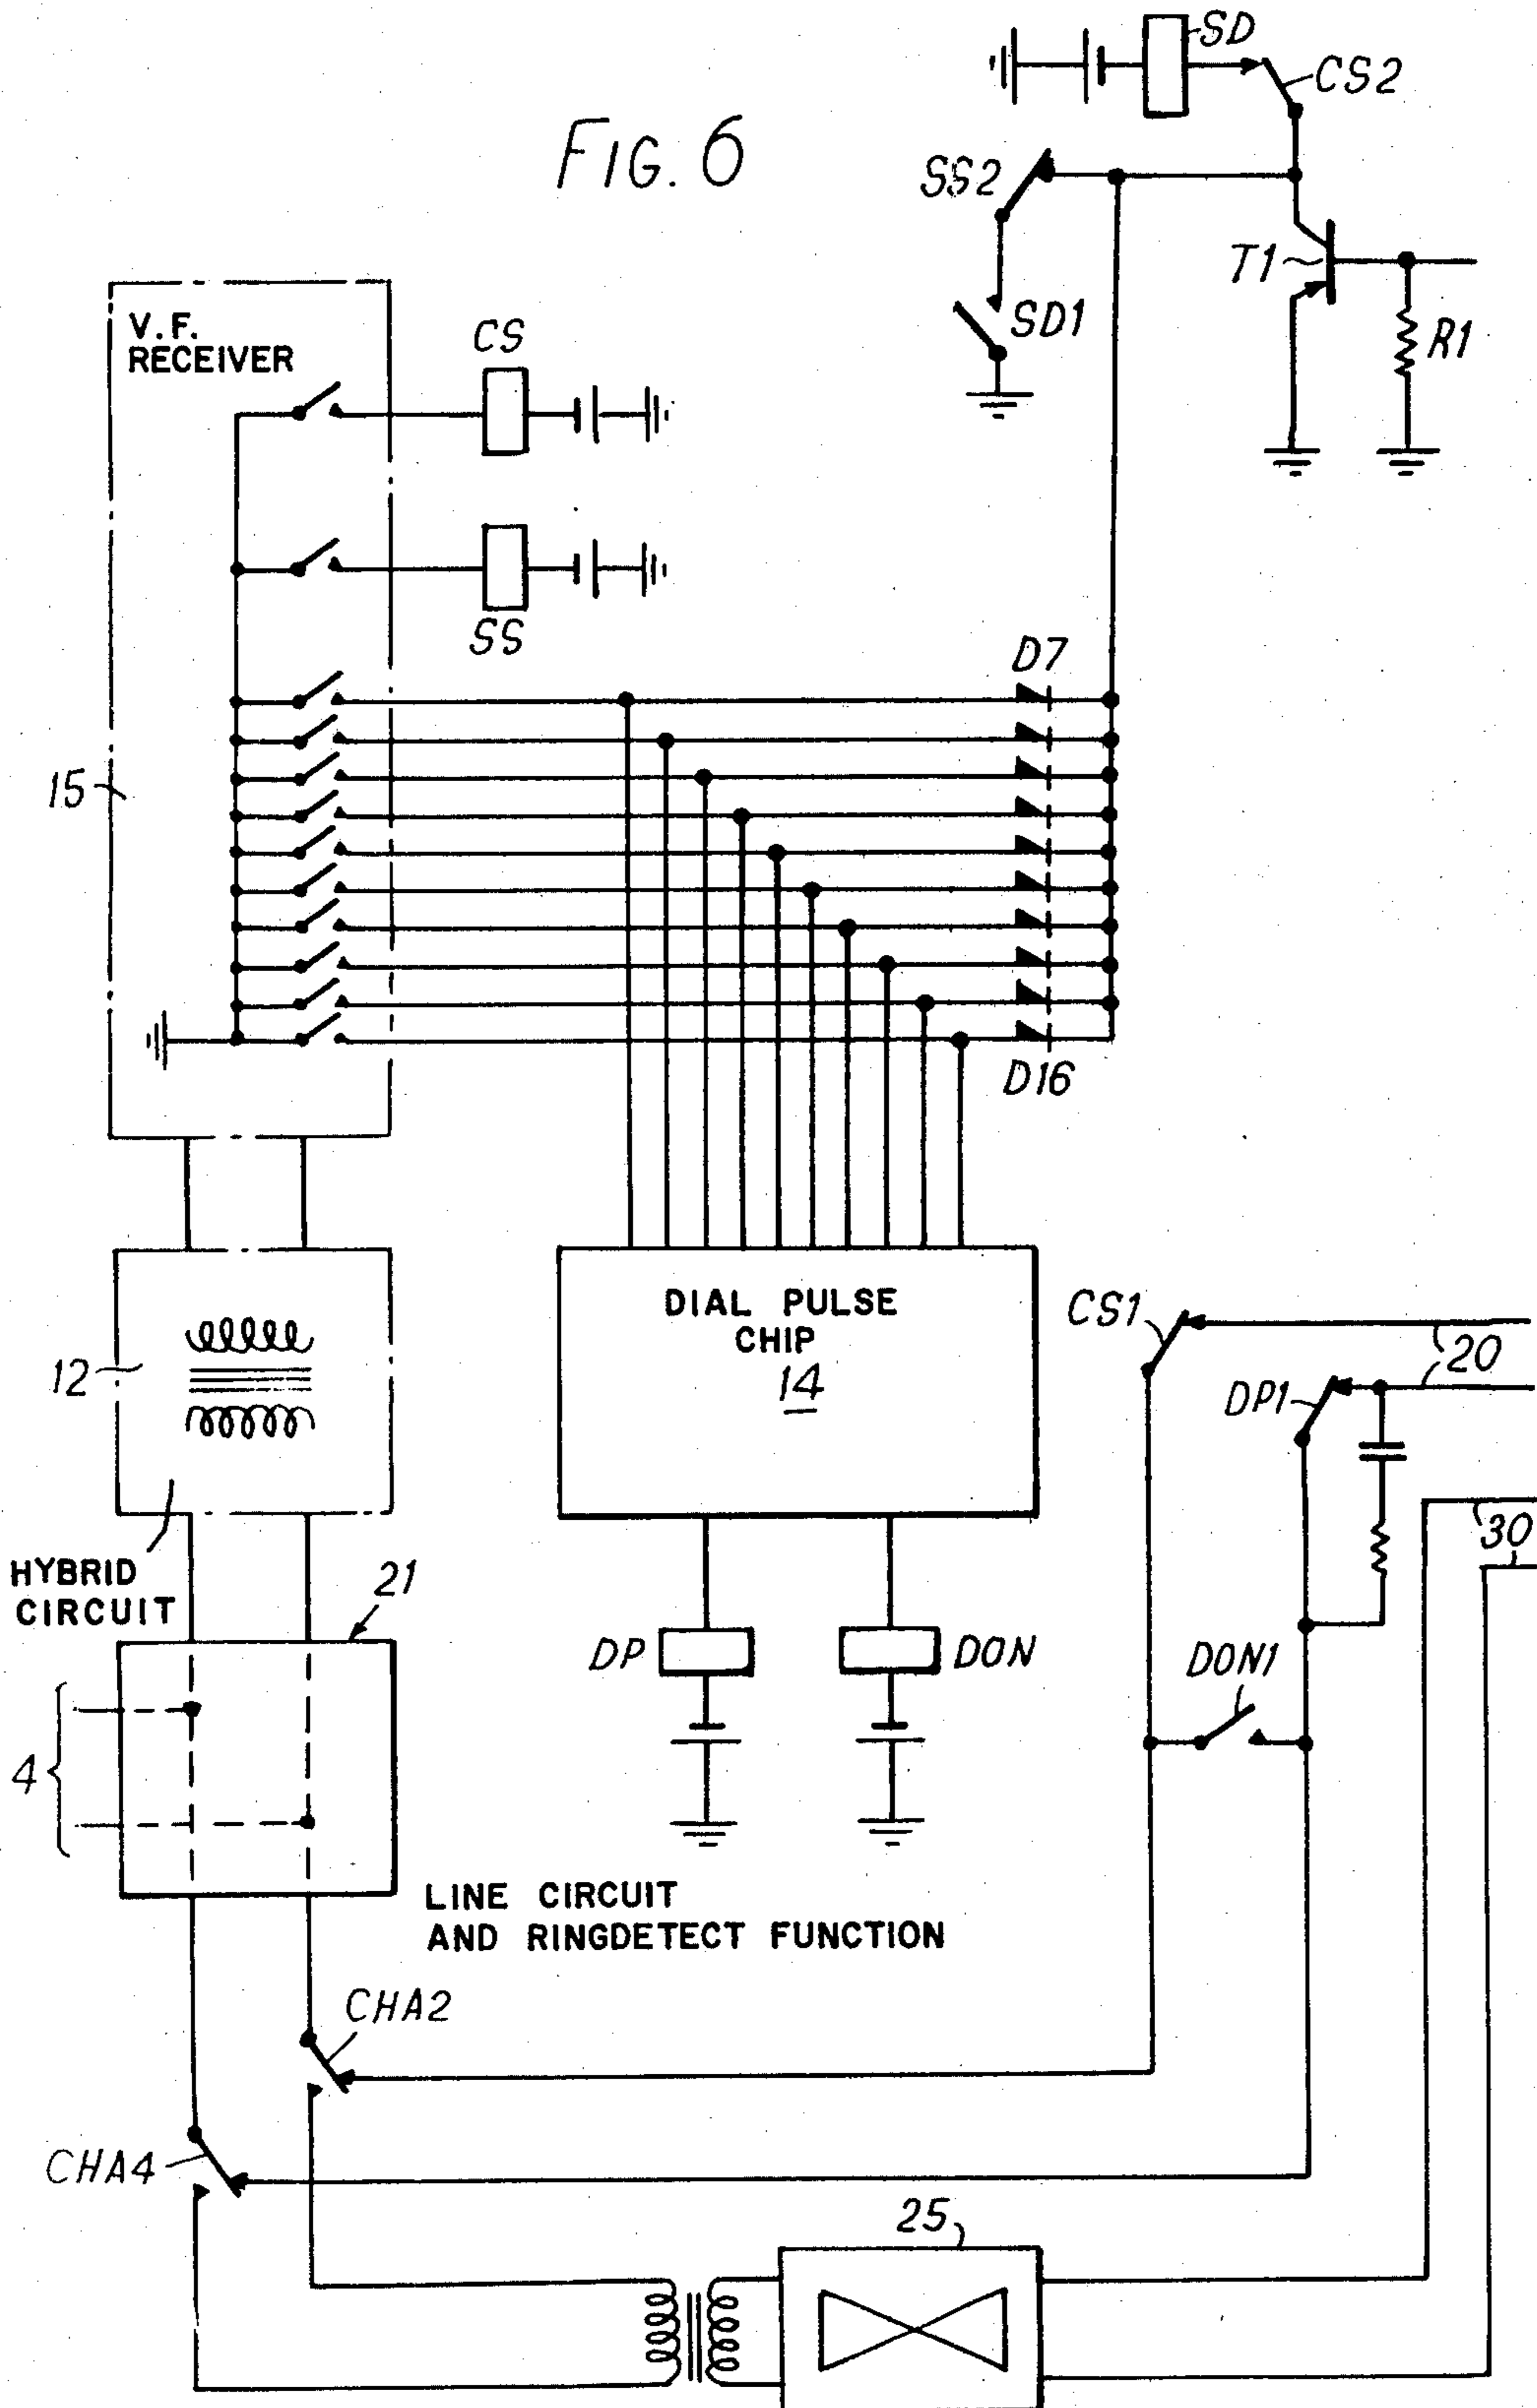 FIG. 6
SD
CS2
SS2
T1
SD1
R1
V.F.
RECEIVER
CS
SS
D7
15
D16
DIAL PULSE
CHIP
14
CS1
20
12
DP1
30
HYBRID
CIRCUIT
21
DP
DON
DON1
4
LINE CIRCUIT
AND RINGDETECT FUNCTION
CHA2
CHA4
25